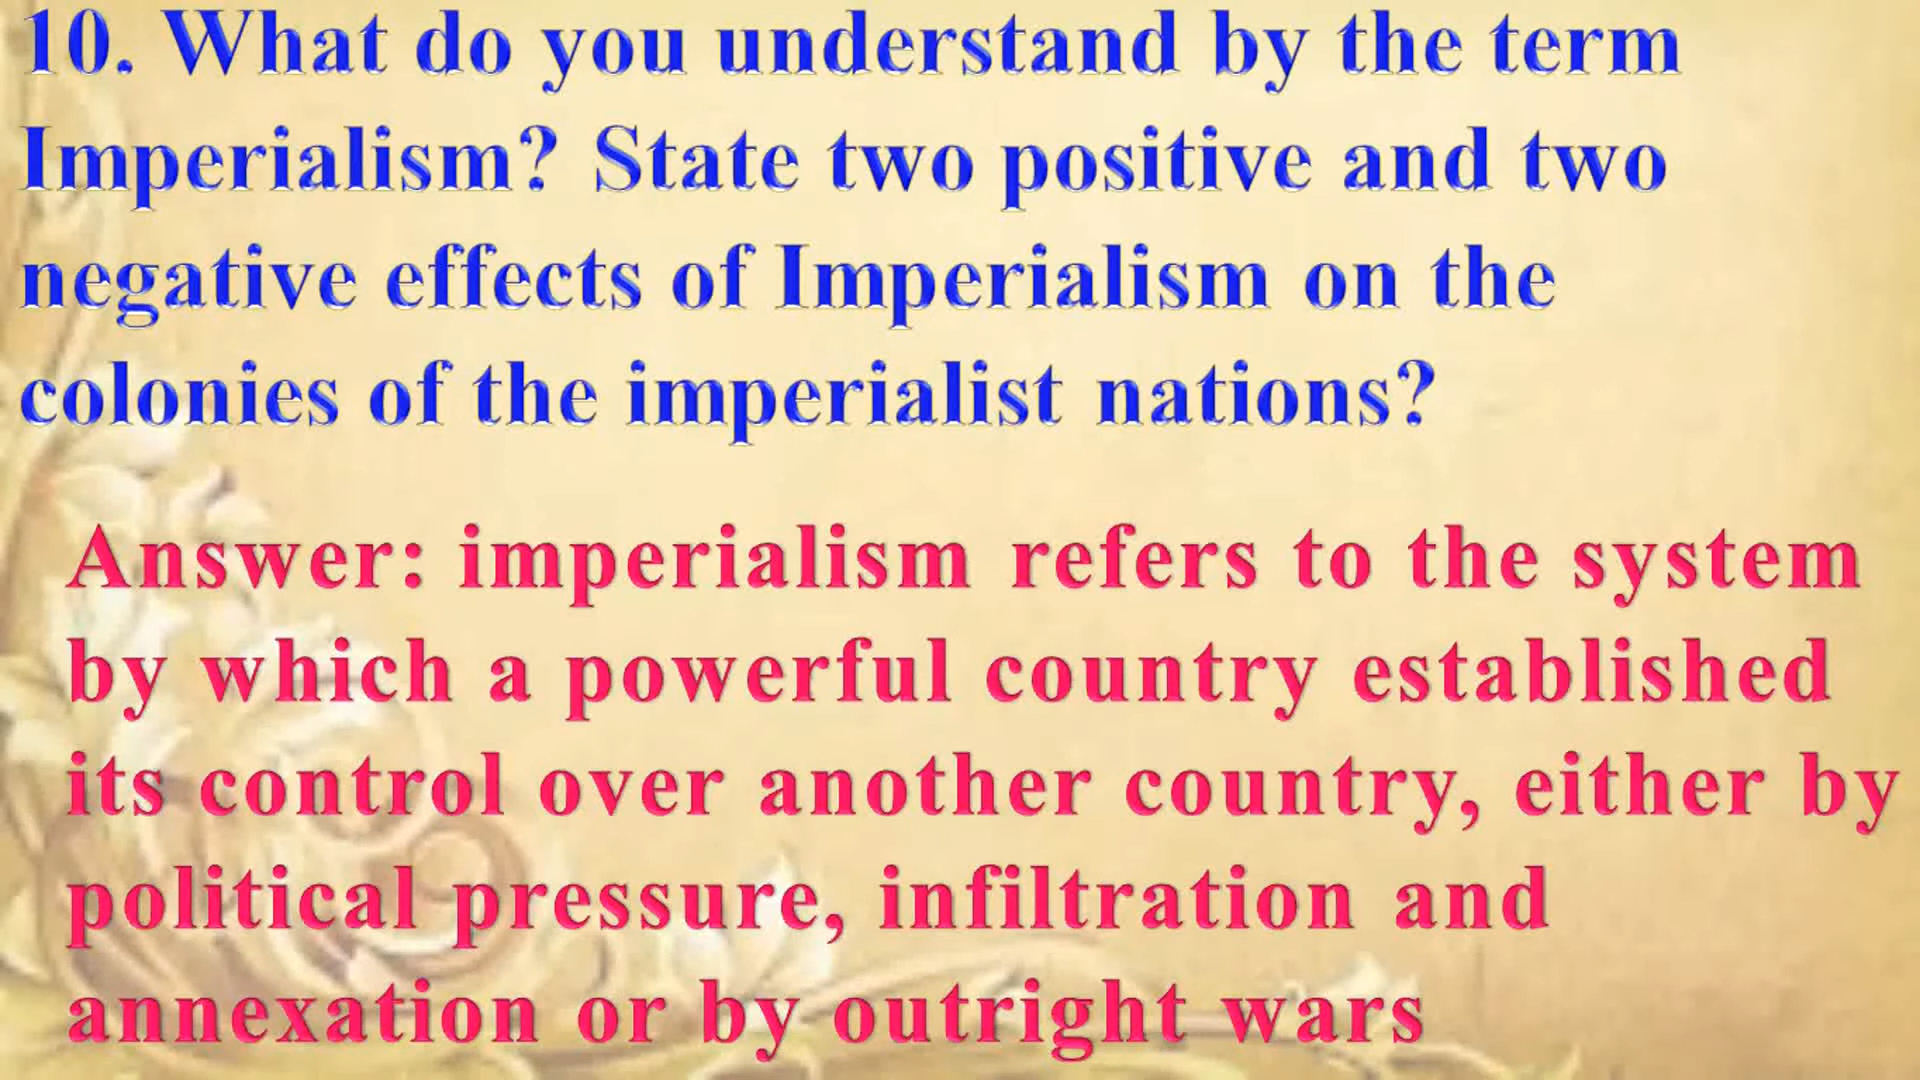 10. What do you understand by the term
Imperialism? State two positive and two
negative effects of Imperialism on the
colonies of the imperialist nations?
Answer: imperialism refers to the system
by which a powerful country established
its control over another country, either by
political pressure, infiltration and
annexation or by outright wars